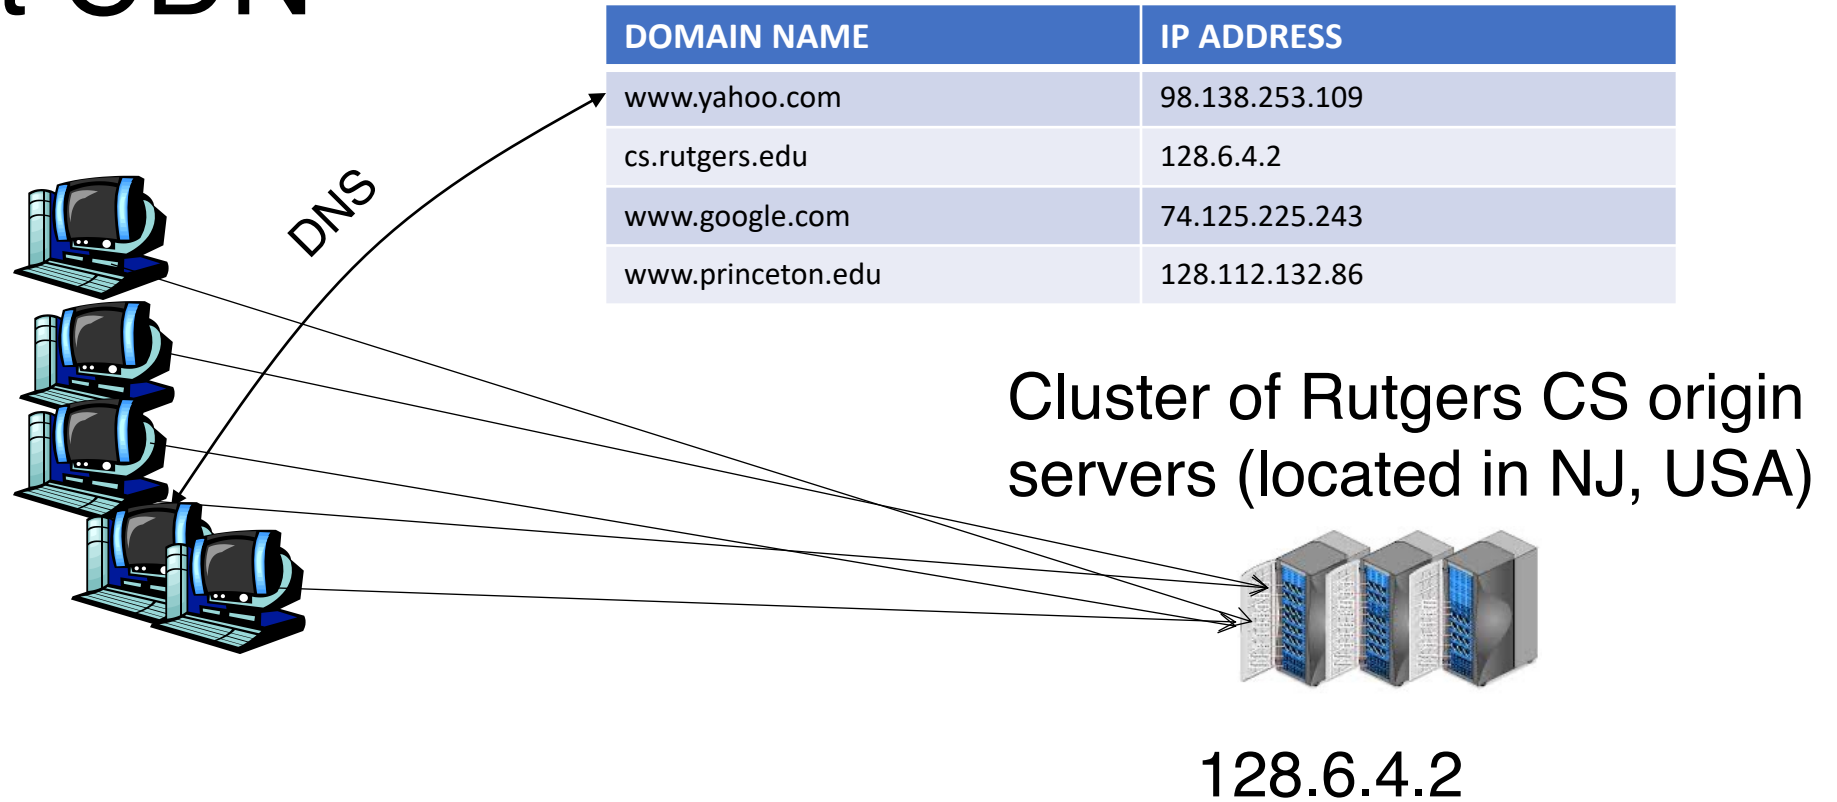 CDN
DOMAIN NAME IP ADDRESS
www.yahoo.com 98.138.253.109
cs.rutgers.edu 128.6.4.2
www.google.com 74.125.225.243
www.princeton.edu 128.112.132.86
DNS
Cluster of Rutgers CS origin
servers (located in NJ, USA)
128.6.4.2